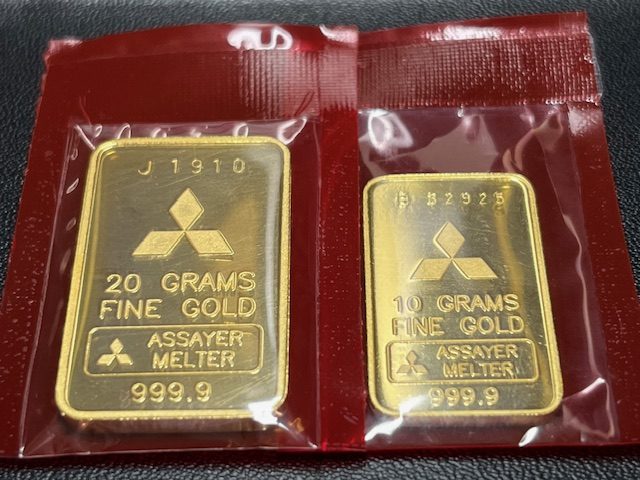 J 1910
20 GRAMS
FINE GOLD
ASSAYER
MELTER
999.9
10 GRAMS
FINE GOLD
ASSAYER
MELTER
999.9